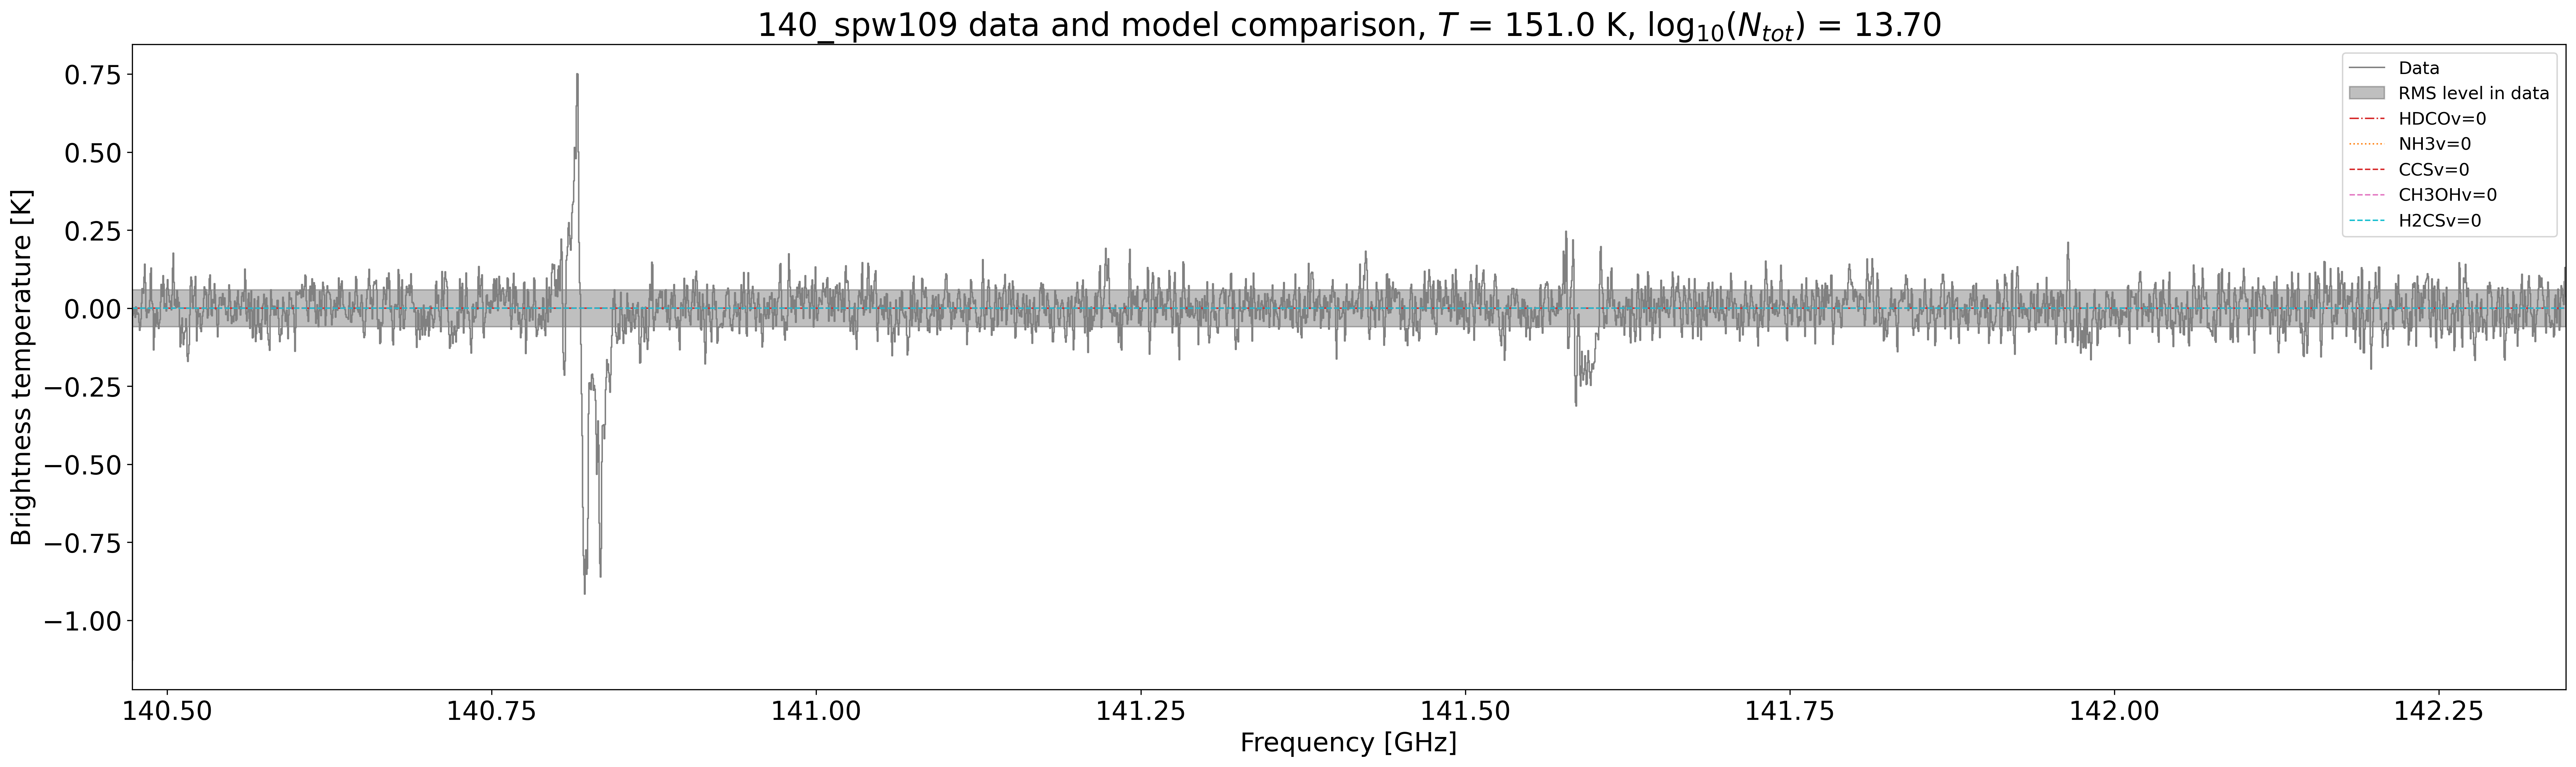 140_spw109 data and model comparison, T = 151.0 K, log₁₀(Nₜₒₜ) = 13.70
Data
RMS level in data
HDCOv=0
NH3v=0
CCSv=0
CH3OHv=0
H2CSv=0
Brightness temperature [K]
0.75
0.50
0.25
0.00
−0.25
−0.50
−0.75
−1.00
140.50 140.75 141.00 141.25 141.50 141.75 142.00 142.25
Frequency [GHz]